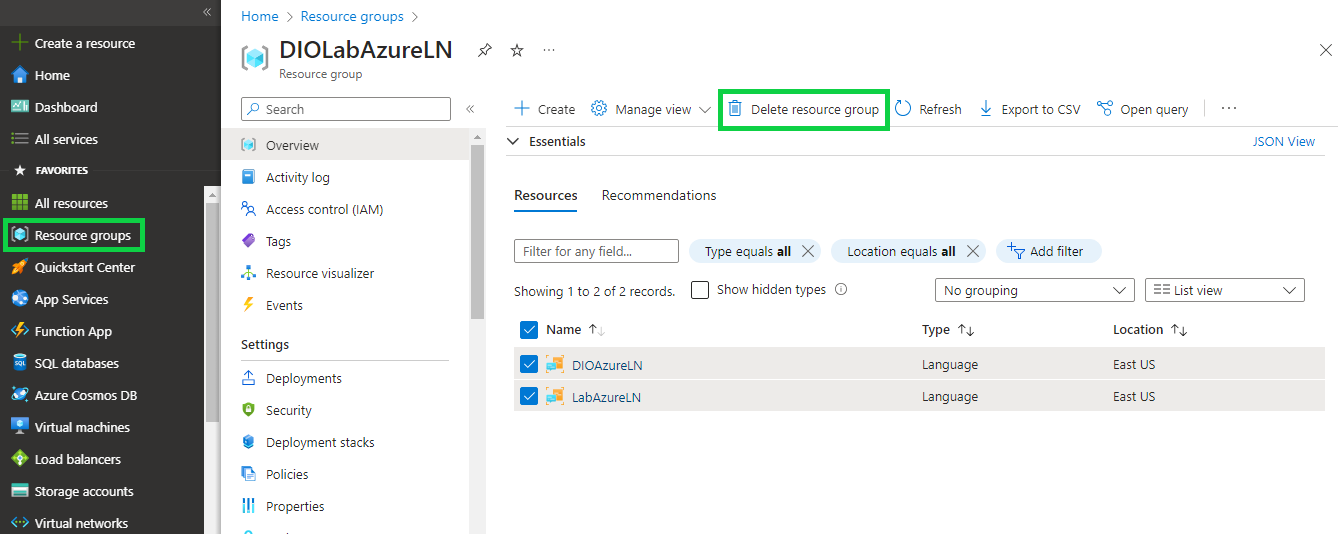 Create a resource
Home
Dashboard
All services
FAVORITES
All resources
Resource groups
Quickstart Center
App Services
Function App
SQL databases
Azure Cosmos DB
Virtual machines
Load balancers
Storage accounts
Virtual networks
Home > Resource groups >
DIOLabAzureLN
Resource group
Search
Overview
Activity log
Access control (IAM)
Tags
Resource visualizer
Events
Settings
Deployments
Security
Deployment stacks
Policies
Properties
Create Manage view Delete resource group Refresh Export to CSV Open query
Essentials JSON View
Resources Recommendations
Filter for any field... Type equals all Location equals all Add filter
Showing 1 to 2 of 2 records. Show hidden types No grouping List view
Name Type Location
DIOAzureLN Language East US
LabAzureLN Language East US